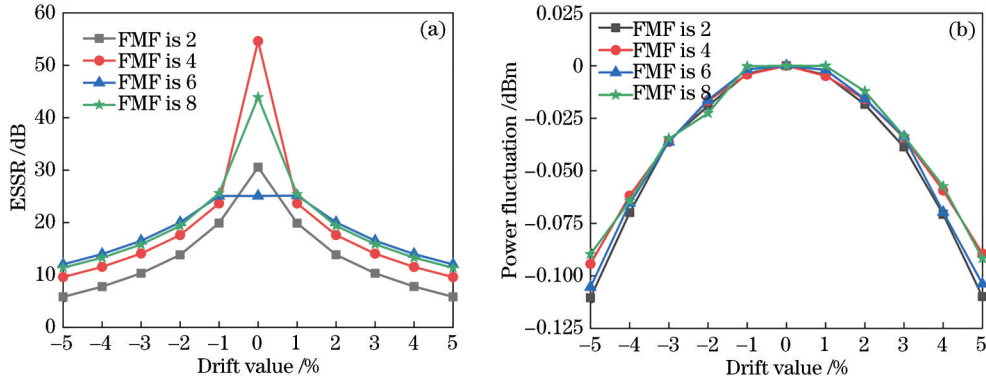 (a)
FMF is 2
FMF is 4
FMF is 6
FMF is 8
ESSR /dB
60
50
40
30
20
10
0
−5 −4 −3 −2 −1 0 1 2 3 4 5
Drift value /%
(b)
FMF is 2
FMF is 4
FMF is 6
FMF is 8
Power fluctuation /dBm
0.025
0
−0.025
−0.050
−0.075
−0.100
−0.125
−5 −4 −3 −2 −1 0 1 2 3 4 5
Drift value /%